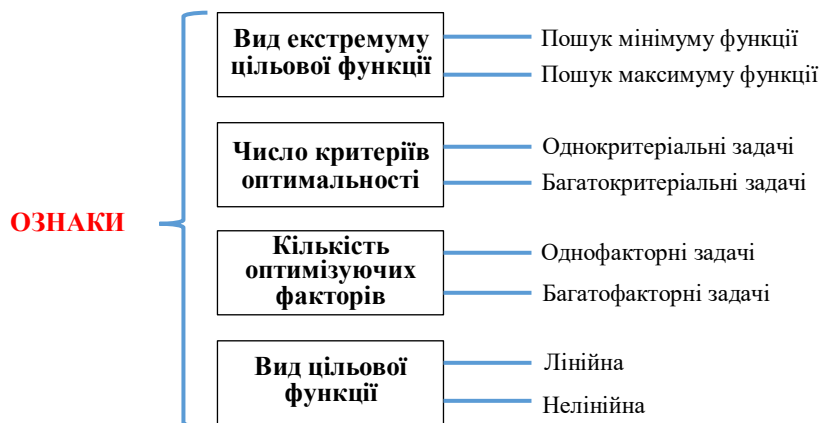 Вид екстремуму
цільової функції
Пошук мінімуму функції
Пошук максимуму функції
Число критеріїв
оптимальності
Однокритеріальні задачі
Багатокритеріальні задачі
ОЗНАКИ
Кількість
оптимізуючих
факторів
Однофакторні задачі
Багатофакторні задачі
Вид цільової
функції
Лінійна
Нелінійна